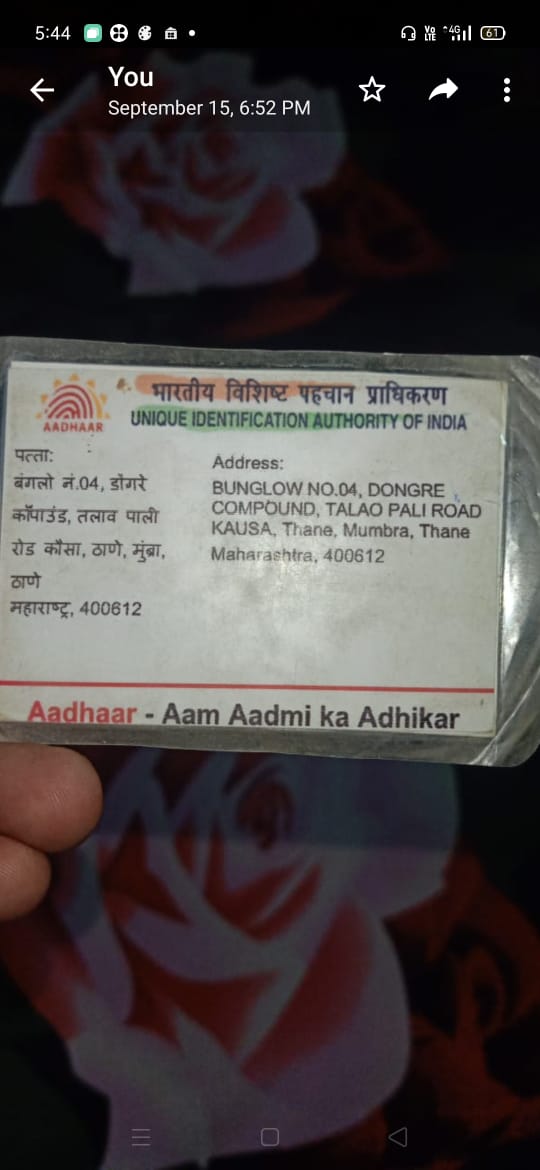 5:44
VO LTE 4G 61
You
September 15, 6:52 PM
AADHAAR
भारतीय विशिष्ट पहचान प्राधिकरण
UNIQUE IDENTIFICATION AUTHORITY OF INDIA
पत्ता:
बंगलो नं.04, डोंगरे
कॉंपाउंड, तलाव पाली
रोड कौसा, ठाणे, मुंब्रा,
ठाणे
महाराष्ट्र, 400612
Address:
BUNGLOW NO.04, DONGRE
COMPOUND, TALAO PALI ROAD
KAUSA, Thane, Mumbra, Thane
Maharashtra, 400612
Aadhaar - Aam Aadmi ka Adhikar